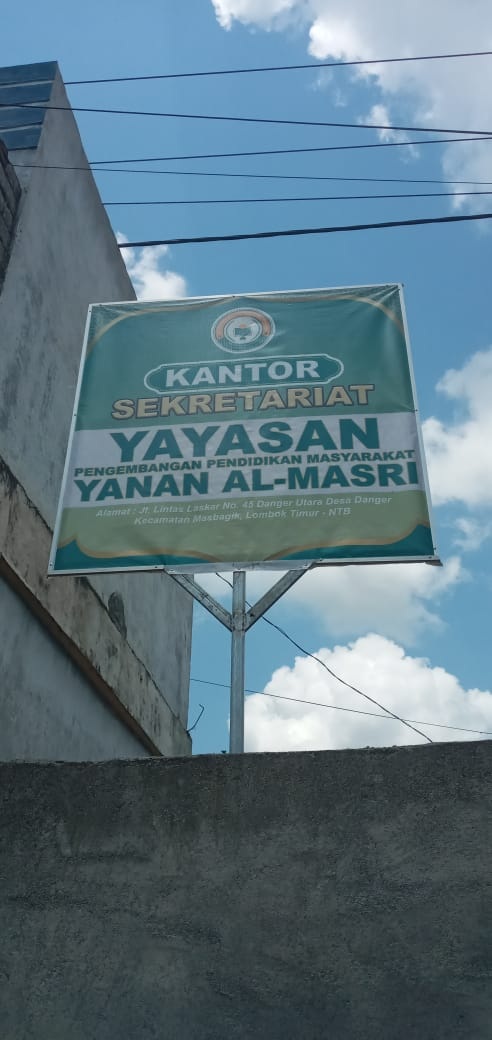 KANTOR
SEKRETARIAT
YAYASAN
PENGEMBANGAN PENDIDIKAN MASYARAKAT
YANAN AL-MASRI
Alamat : Jl. Lintas Laskar No. 45 Danger Utara Desa Danger
Kecamatan Masbagik, Lombok Timur - NTB